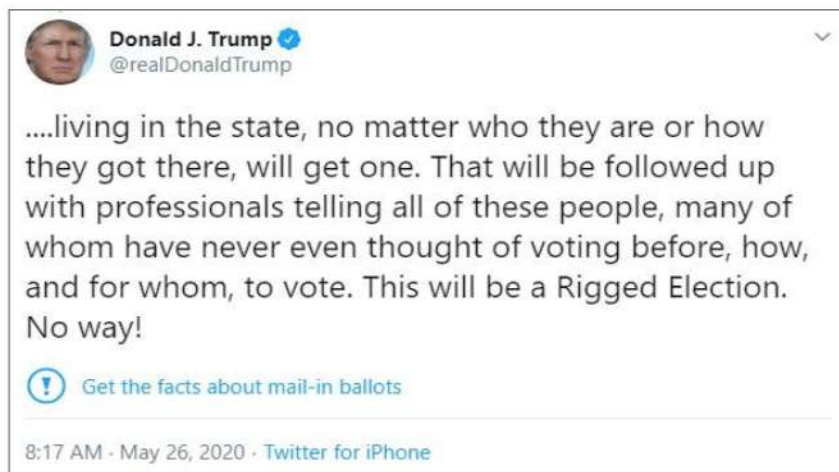 Donald J. Trump
@realDonaldTrump
....living in the state, no matter who they are or how
they got there, will get one. That will be followed up
with professionals telling all of these people, many of
whom have never even thought of voting before, how,
and for whom, to vote. This will be a Rigged Election.
No way!
! Get the facts about mail-in ballots
8:17 AM · May 26, 2020 · Twitter for iPhone